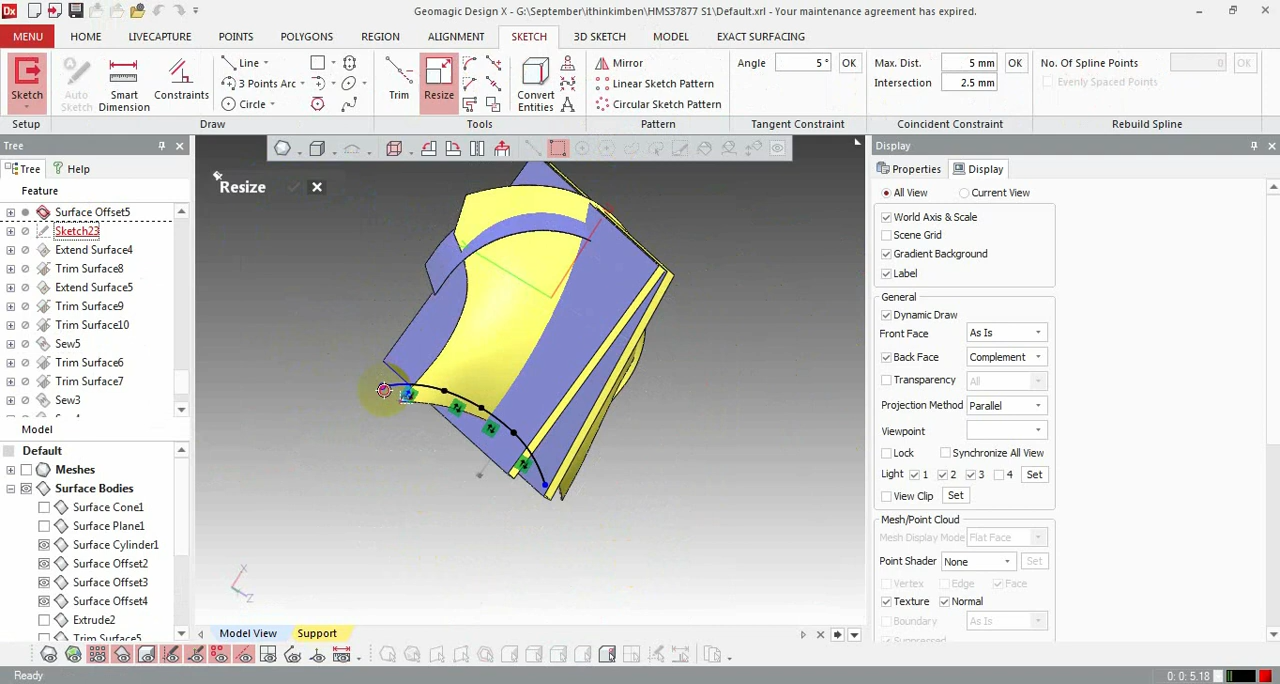 Dx Geomagic Design X - G:\September\ithinkimben\HMS37877 S1\Default.xrl - Your maintenance agreement has expired.
MENU HOME LIVECAPTURE POINTS POLYGONS REGION ALIGNMENT SKETCH 3D SKETCH MODEL EXACT SURFACING
Line Mirror Angle 5 ° OK Max. Dist. 5 mm OK No. Of Spline Points 0 OK
3 Points Arc Linear Sketch Pattern Intersection 2.5 mm Evenly Spaced Points
Sketch Auto Sketch Smart Dimension Constraints Circle Trim Resize Convert Entities Circular Sketch Pattern
Setup Draw Tools Pattern Tangent Constraint Coincident Constraint Rebuild Spline
Tree
Tree Help
Feature
Surface Offset5
Sketch23
Extend Surface4
Trim Surface8
Extend Surface5
Trim Surface9
Trim Surface10
Sew5
Trim Surface6
Trim Surface7
Sew3
Model
Default
Meshes
Surface Bodies
Surface Cone1
Surface Plane1
Surface Cylinder1
Surface Offset2
Surface Offset3
Surface Offset4
Extrude2
Trim Surface5
Resize
X
Z
Model View Support
Display
Properties Display
All View Current View
World Axis & Scale
Scene Grid
Gradient Background
Label
General
Dynamic Draw
Front Face As Is
Back Face Complement
Transparency All
Projection Method Parallel
Viewpoint
Lock Synchronize All View
Light 1 2 3 4 Set
View Clip Set
Mesh/Point Cloud
Mesh Display Mode Flat Face
Point Shader None Set
Vertex Edge Face
Texture Normal
Boundary As Is
Ready
0: 0: 5.18